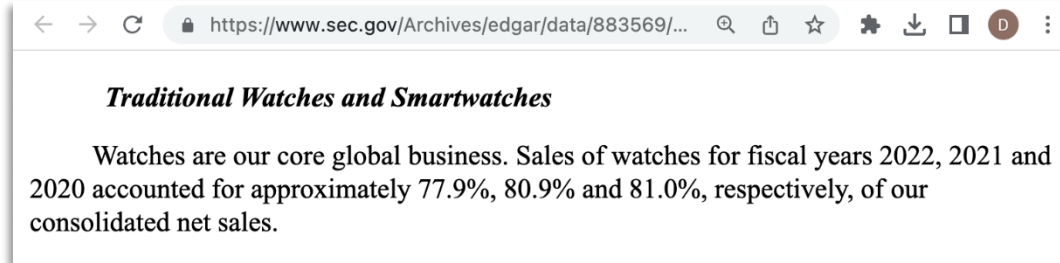 https://www.sec.gov/Archives/edgar/data/883569/...
D
Traditional Watches and Smartwatches
Watches are our core global business. Sales of watches for fiscal years 2022, 2021 and
2020 accounted for approximately 77.9%, 80.9% and 81.0%, respectively, of our
consolidated net sales.